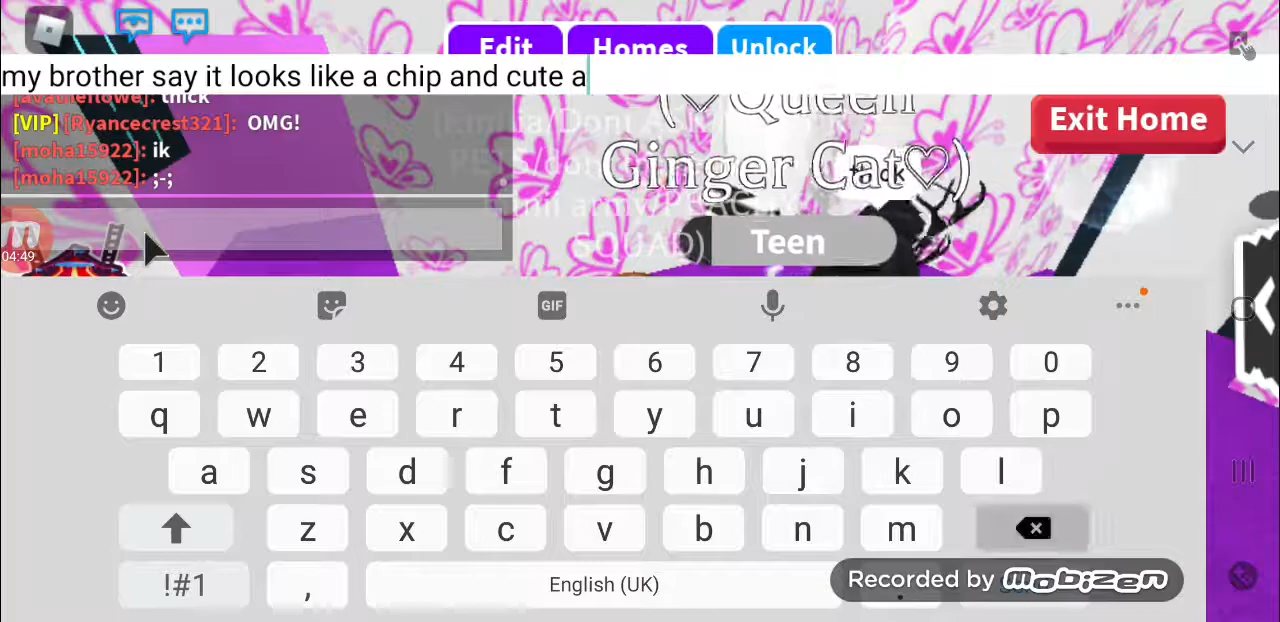 Edit Homes Unlock
my brother say it looks like a chip and cute a
thick
[VIP] [Ryancecrest321]: OMG!
[moha15922]: ik
[moha15922]: ;-;
(♡Queen
Ginger Cat♡)
Exit Home
SQUAD)
Teen
04:49
GIF
1 2 3 4 5 6 7 8 9 0
q w e r t y u i o p
a s d f g h j k l
z x c v b n m
!#1 , English (UK) .
Recorded by mobizen